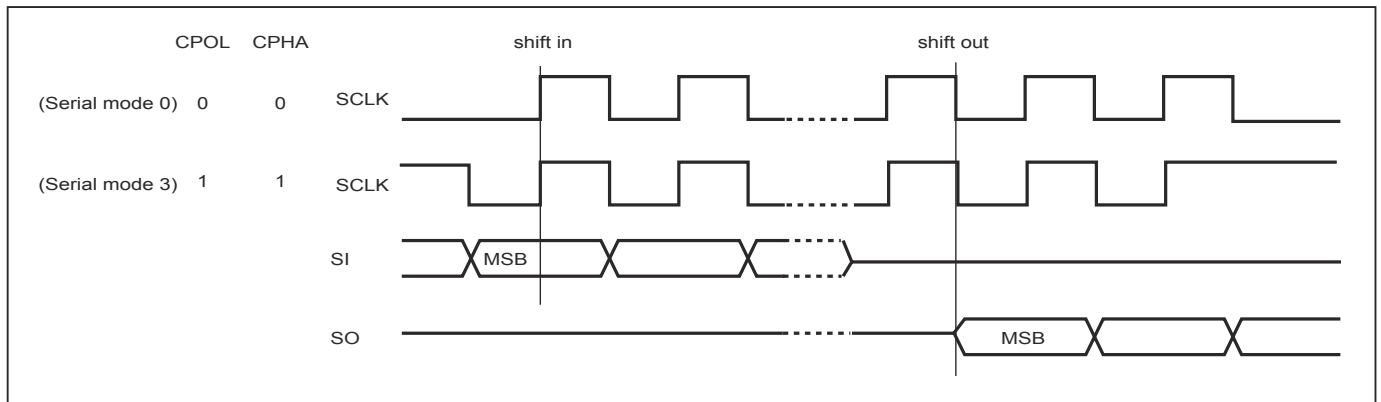 CPOL CPHA shift in shift out
(Serial mode 0) 0 0 SCLK
(Serial mode 3) 1 1 SCLK
SI MSB
SO MSB